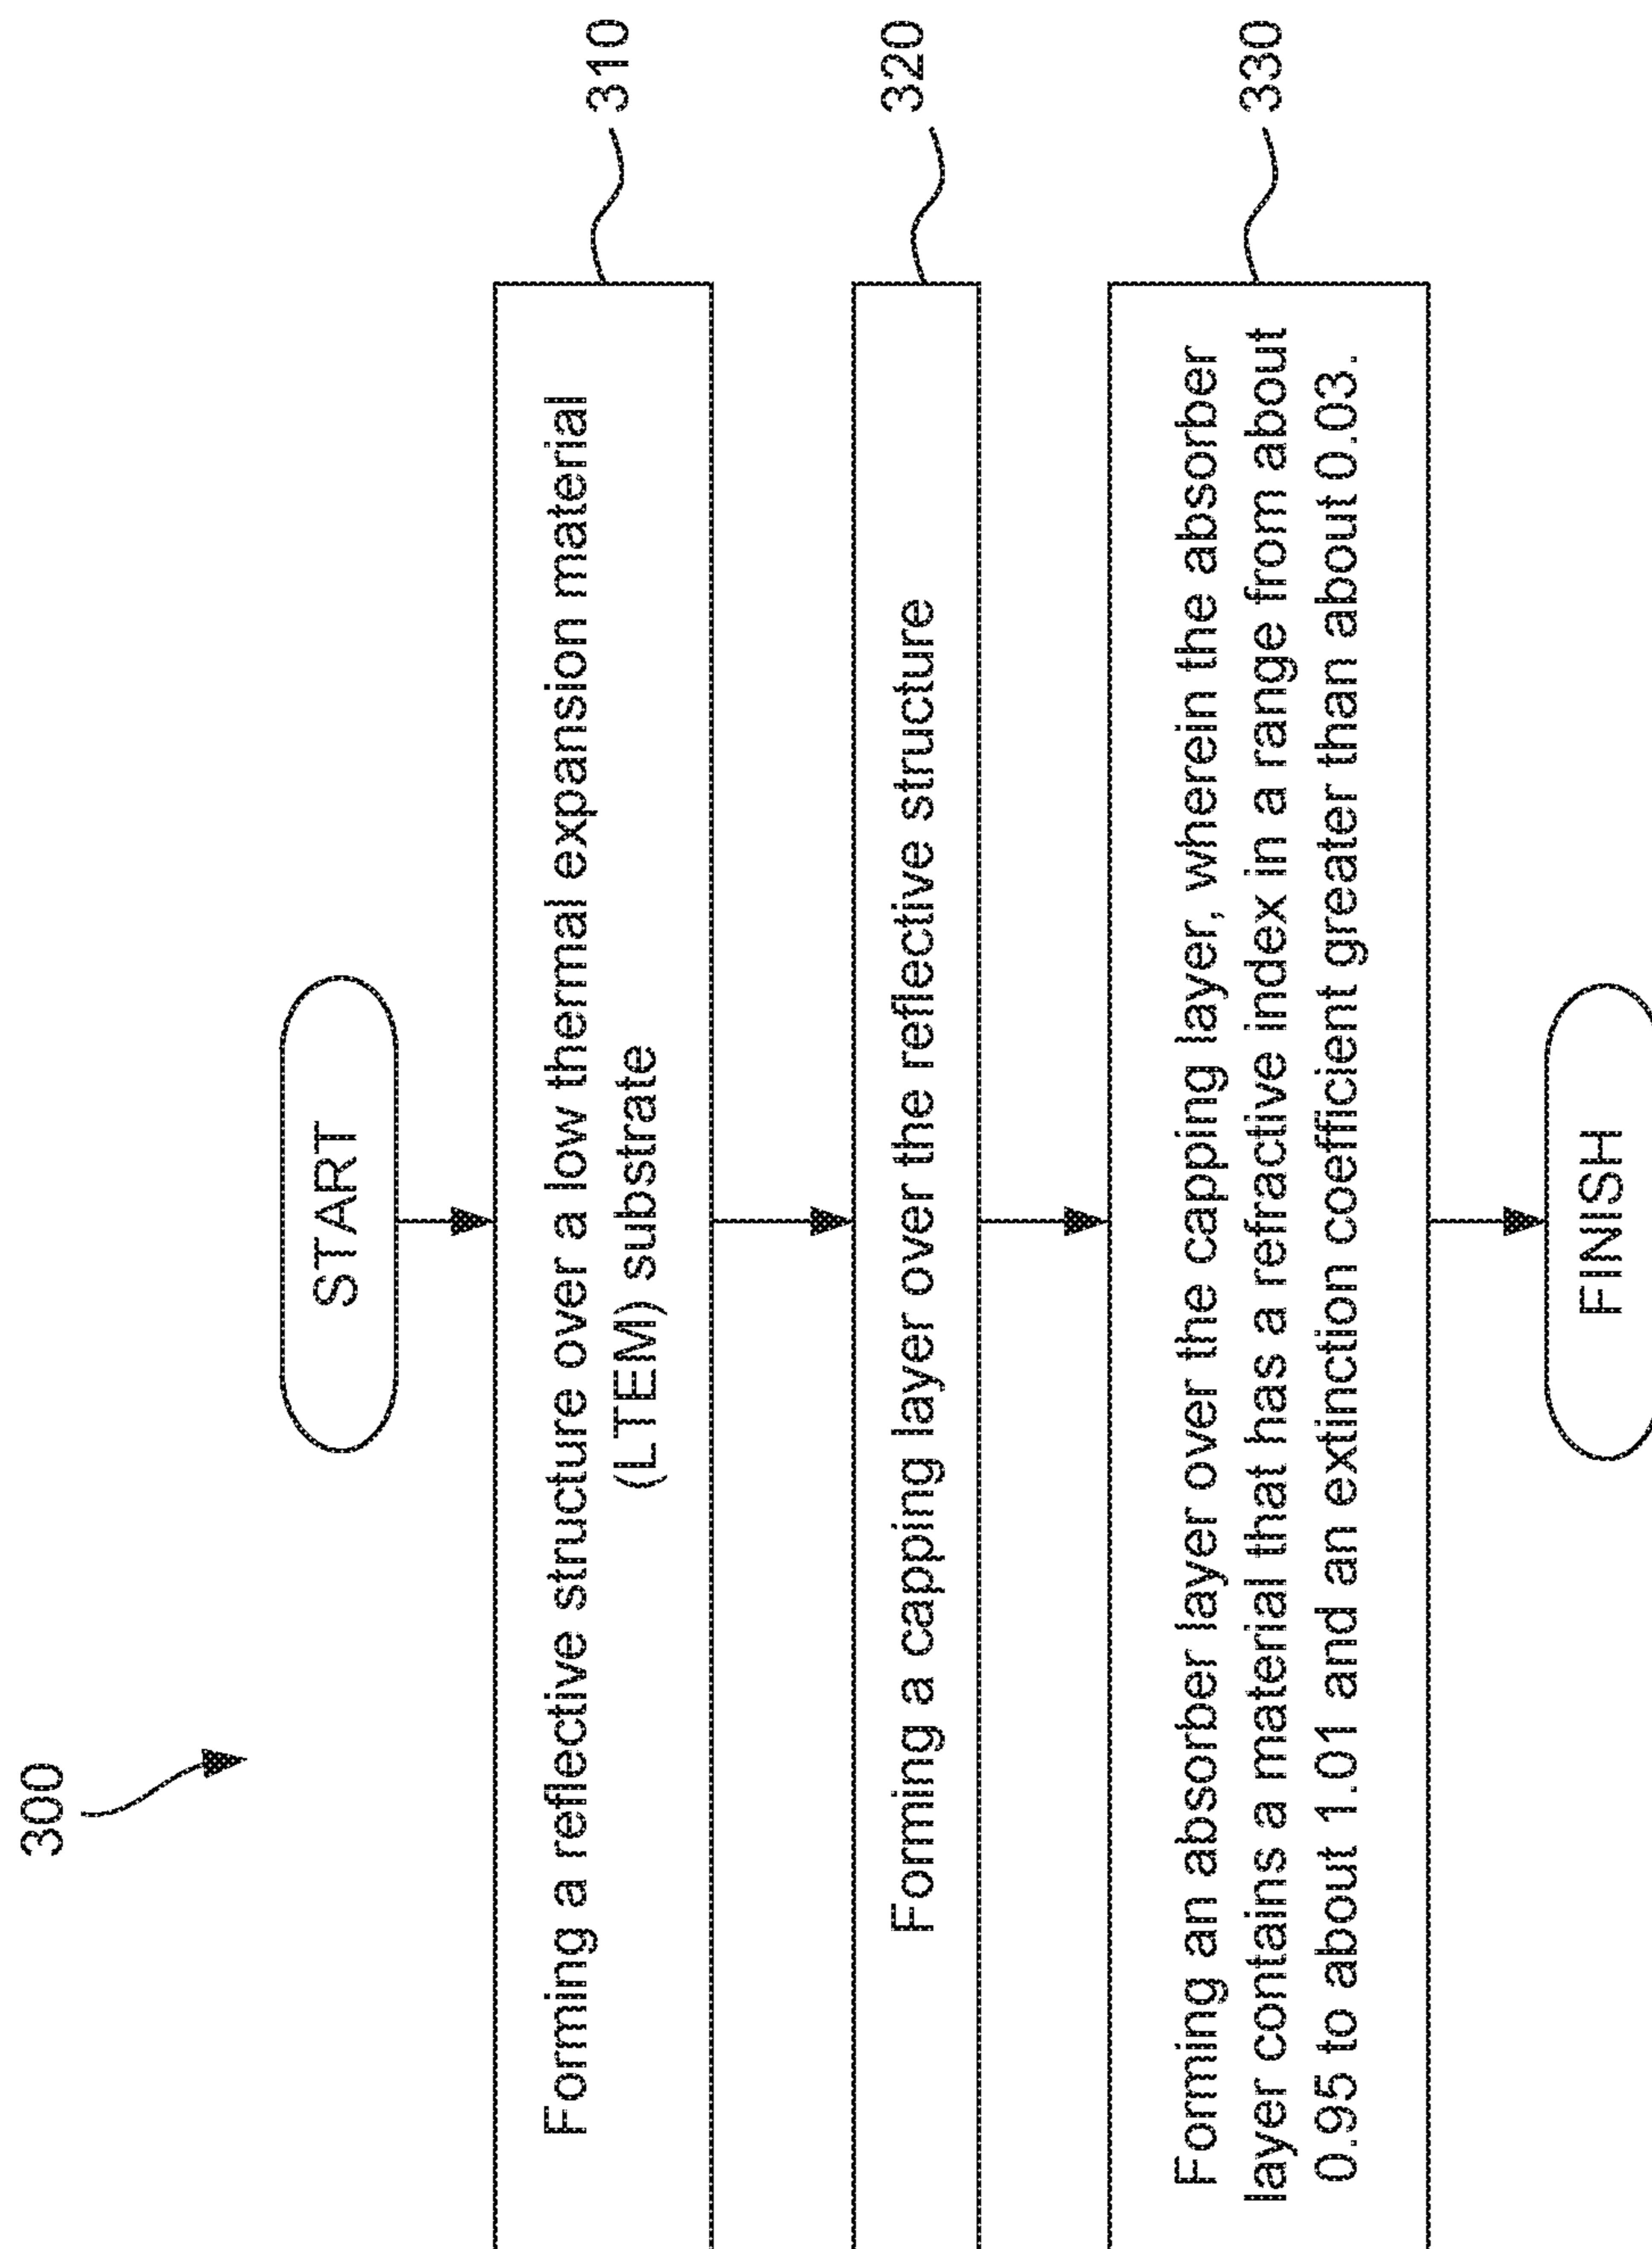 300
START
Forming a reflective structure over a low thermal expansion material
(LTEM) substrate
310
Forming a capping layer over the reflective structure
320
Forming an absorber layer over the capping layer, wherein the absorber
layer contains a material that has a refractive index in a range from about
0.95 to about 1.01 and an extinction coefficient greater than about 0.03.
330
FINISH